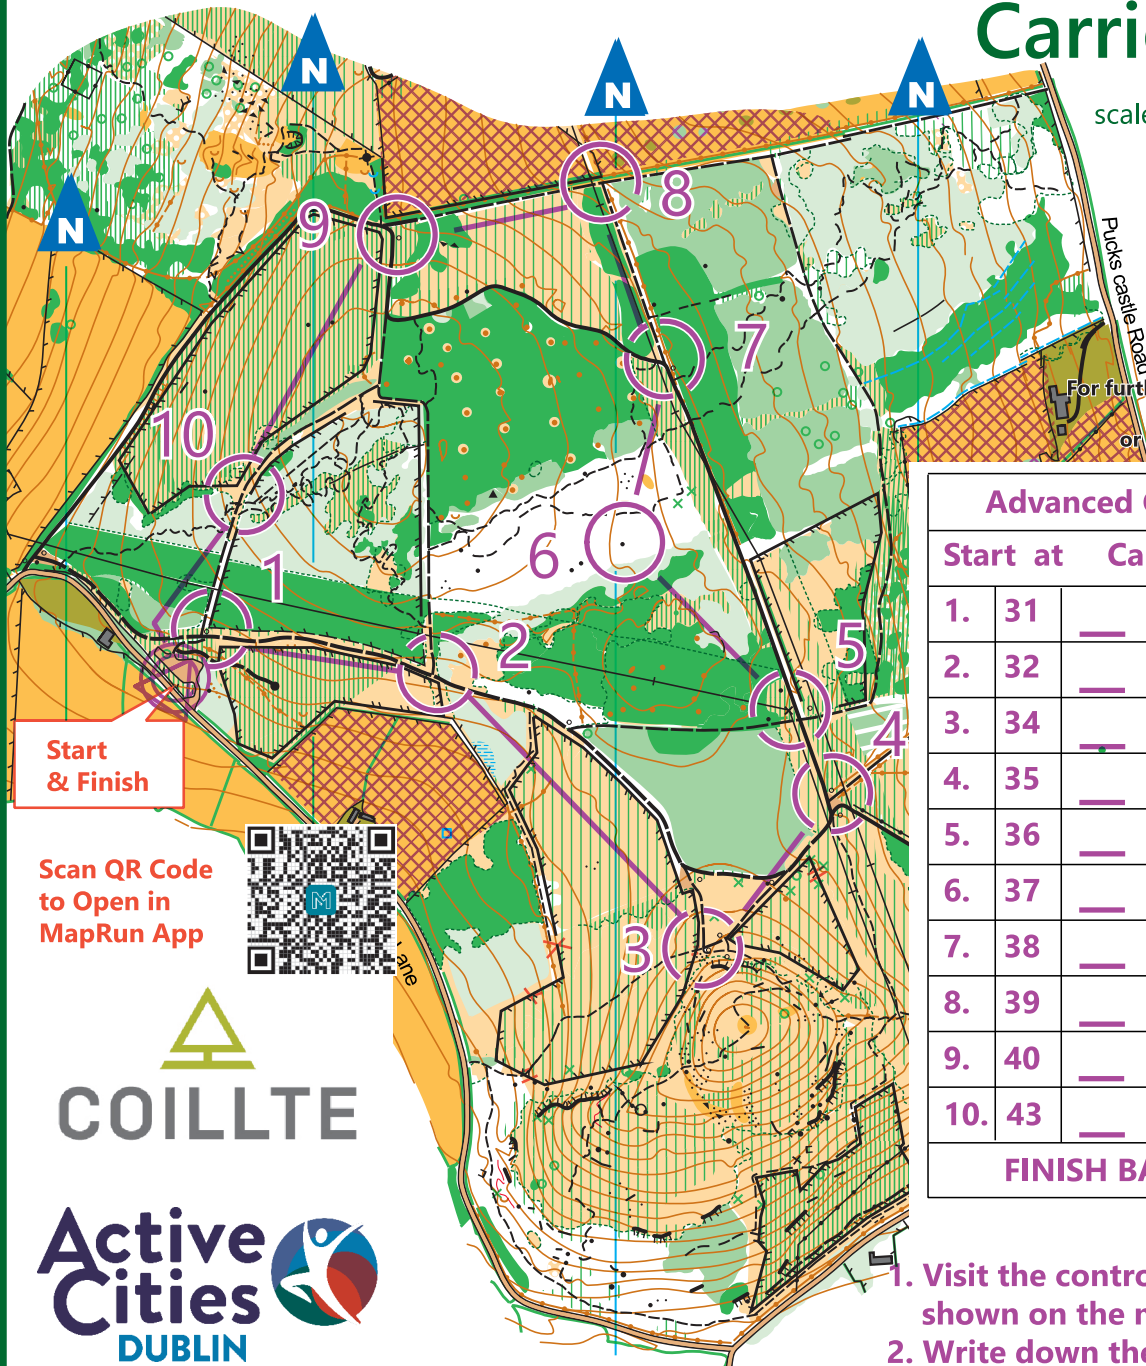 Carri
scale
N
N
N
N
8
9
7
Pucks castle Road
For furt
or
10
6
1
2
5
4
3
Start
& Finish
Scan QR Code
to Open in
MapRun App
M
ane
COILLTE
Active
Cities
DUBLIN
Advanced
Start at Ca
1. 31
2. 32
3. 34
4. 35
5. 36
6. 37
7. 38
8. 39
9. 40
10. 43
FINISH BA
1. Visit the contro
shown on the
2. Write down the